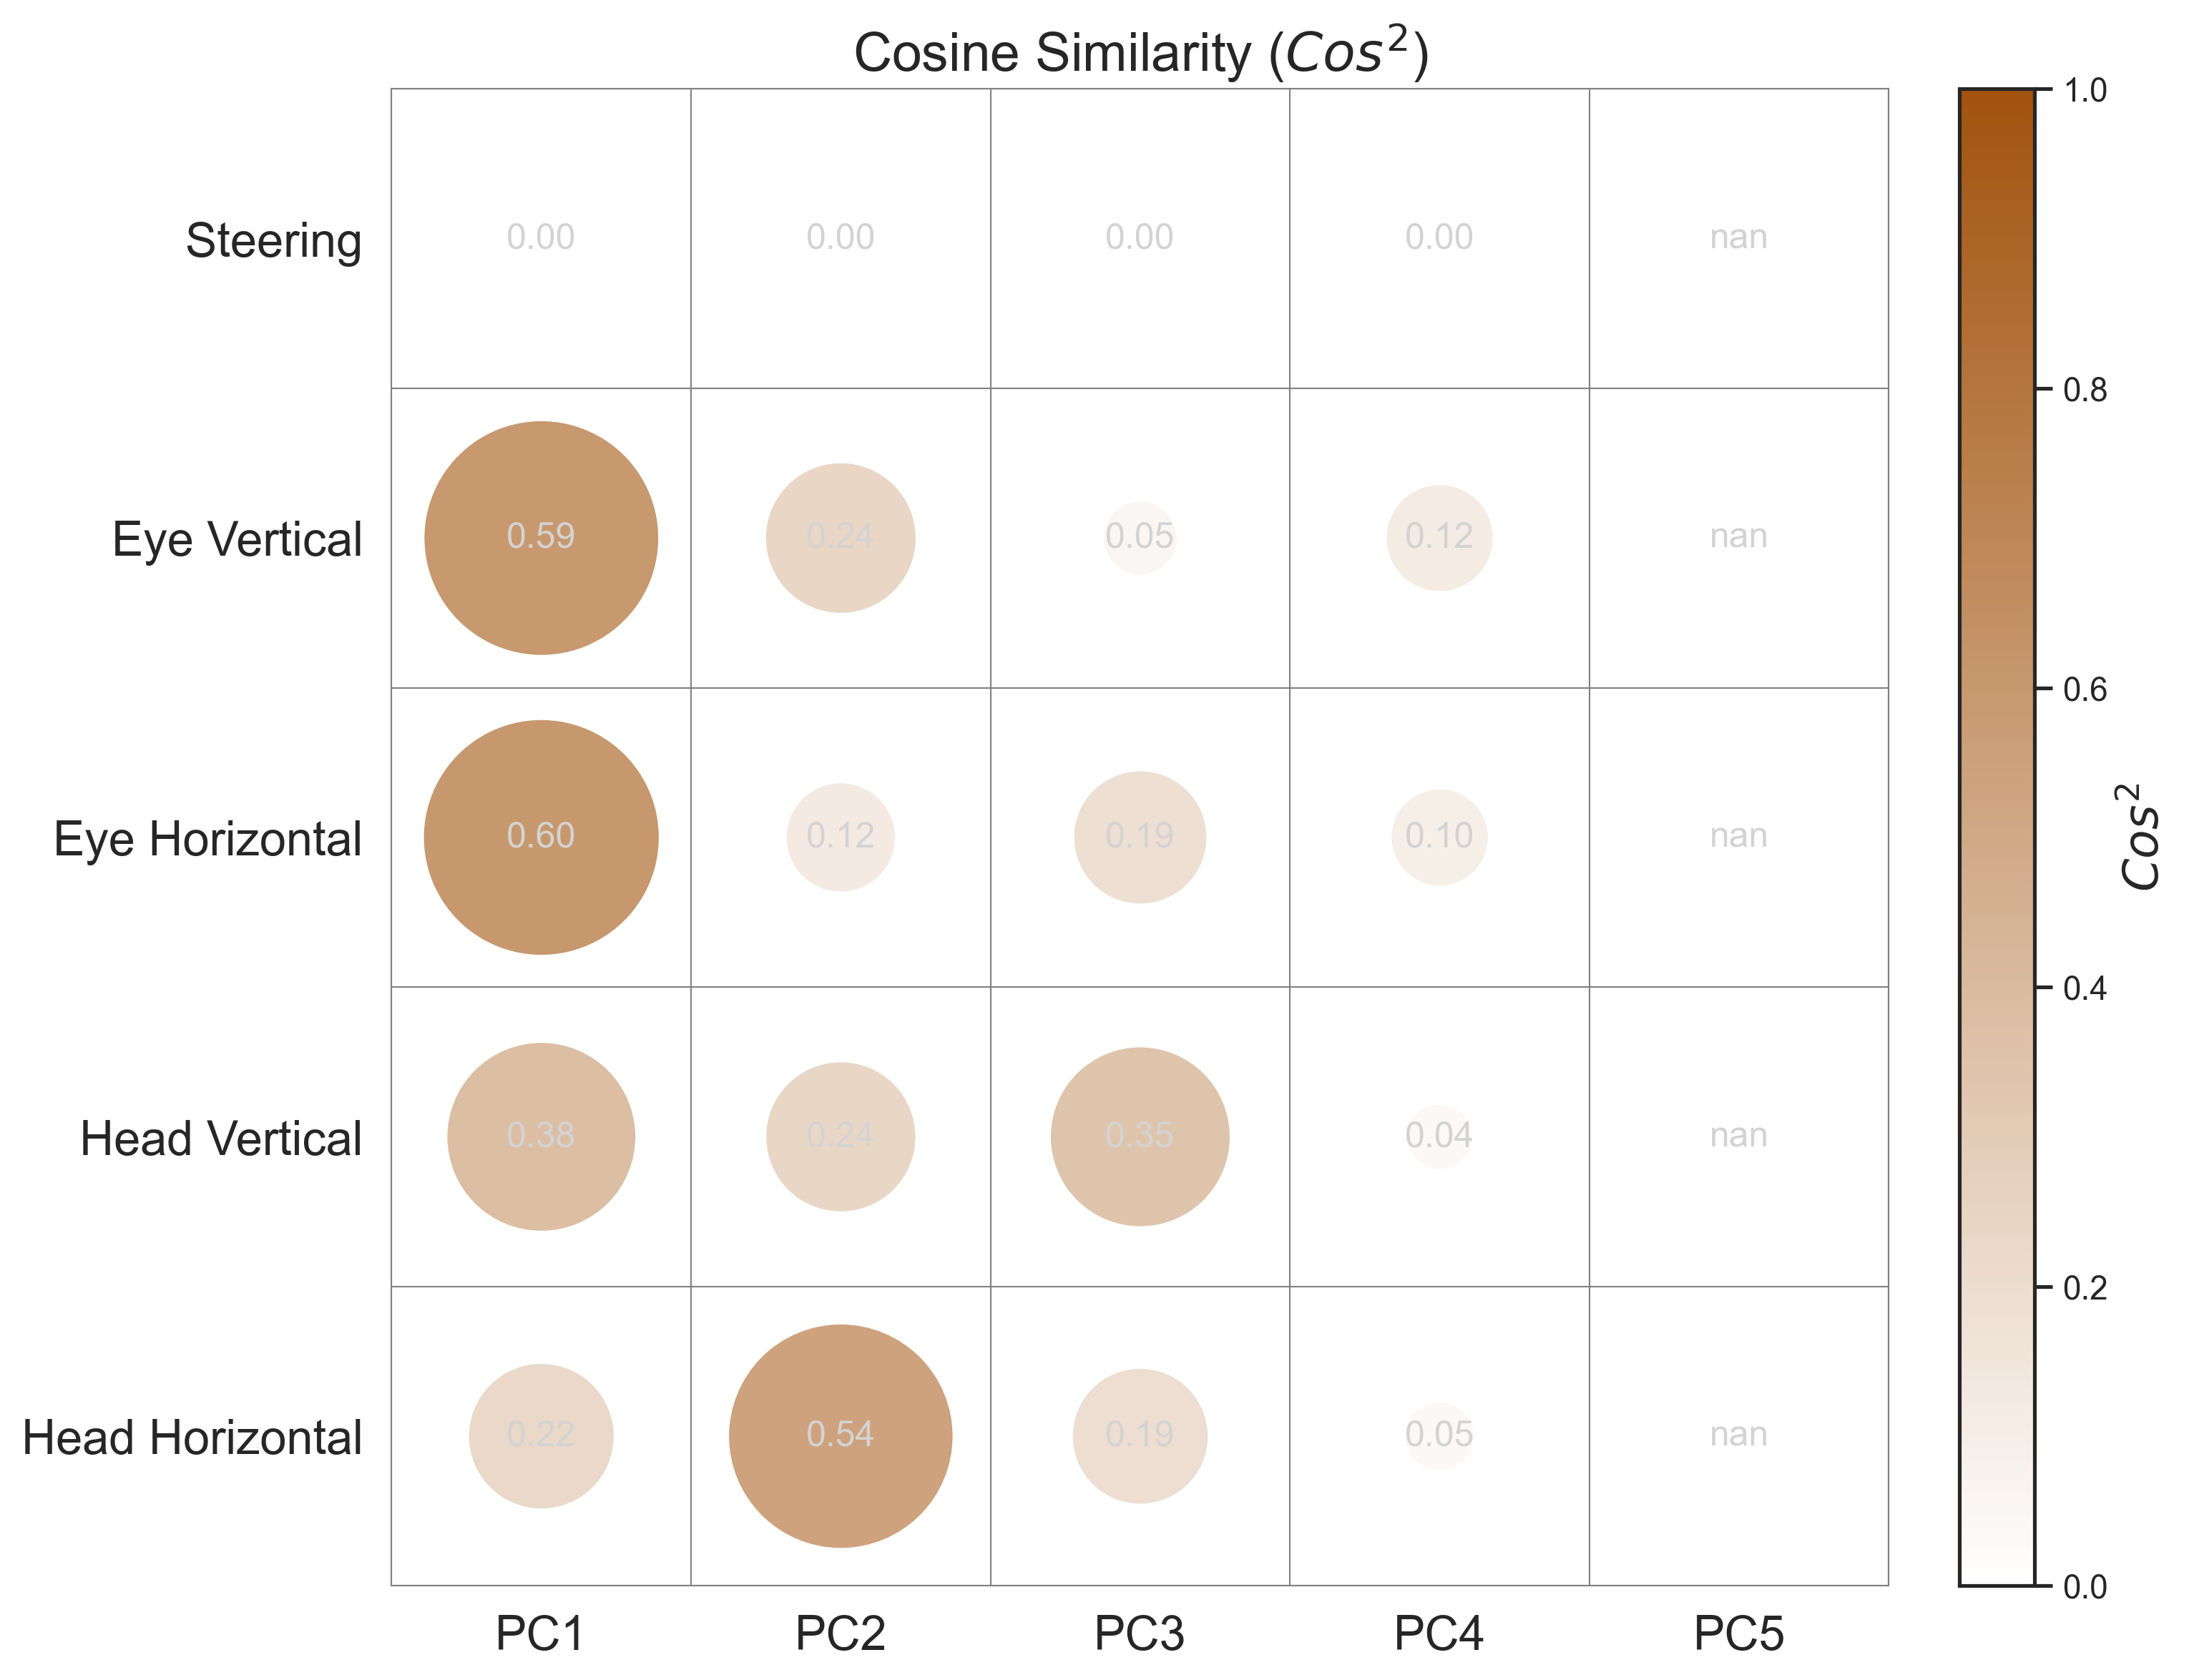 Cosine Similarity (Cos²)
Steering 0.00 0.00 0.00 0.00 nan
Eye Vertical 0.59 0.24 0.05 0.12 nan
Eye Horizontal 0.60 0.12 0.19 0.10 nan
Head Vertical 0.38 0.24 0.35 0.04 nan
Head Horizontal 0.22 0.54 0.19 0.05 nan
PC1 PC2 PC3 PC4 PC5
1.0
0.8
0.6
0.4
0.2
0.0
Cos²